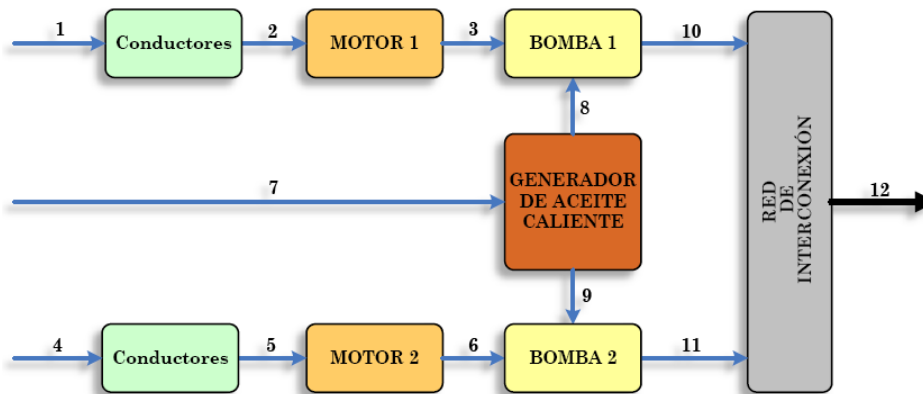 1
Conductores
2
MOTOR 1
3
BOMBA 1
10
8
7
GENERADOR
DE ACEITE
CALIENTE
9
4
Conductores
5
MOTOR 2
6
BOMBA 2
11
RED
DE
INTERCONEXIÓN
12